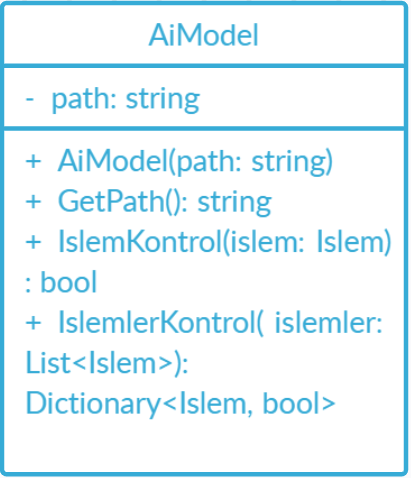 AiModel
- path: string
+ AiModel(path: string)
+ GetPath(): string
+ IslemKontrol(islem: Islem)
: bool
+ IslemlerKontrol( islemler:
List<Islem>):
Dictionary<Islem, bool>